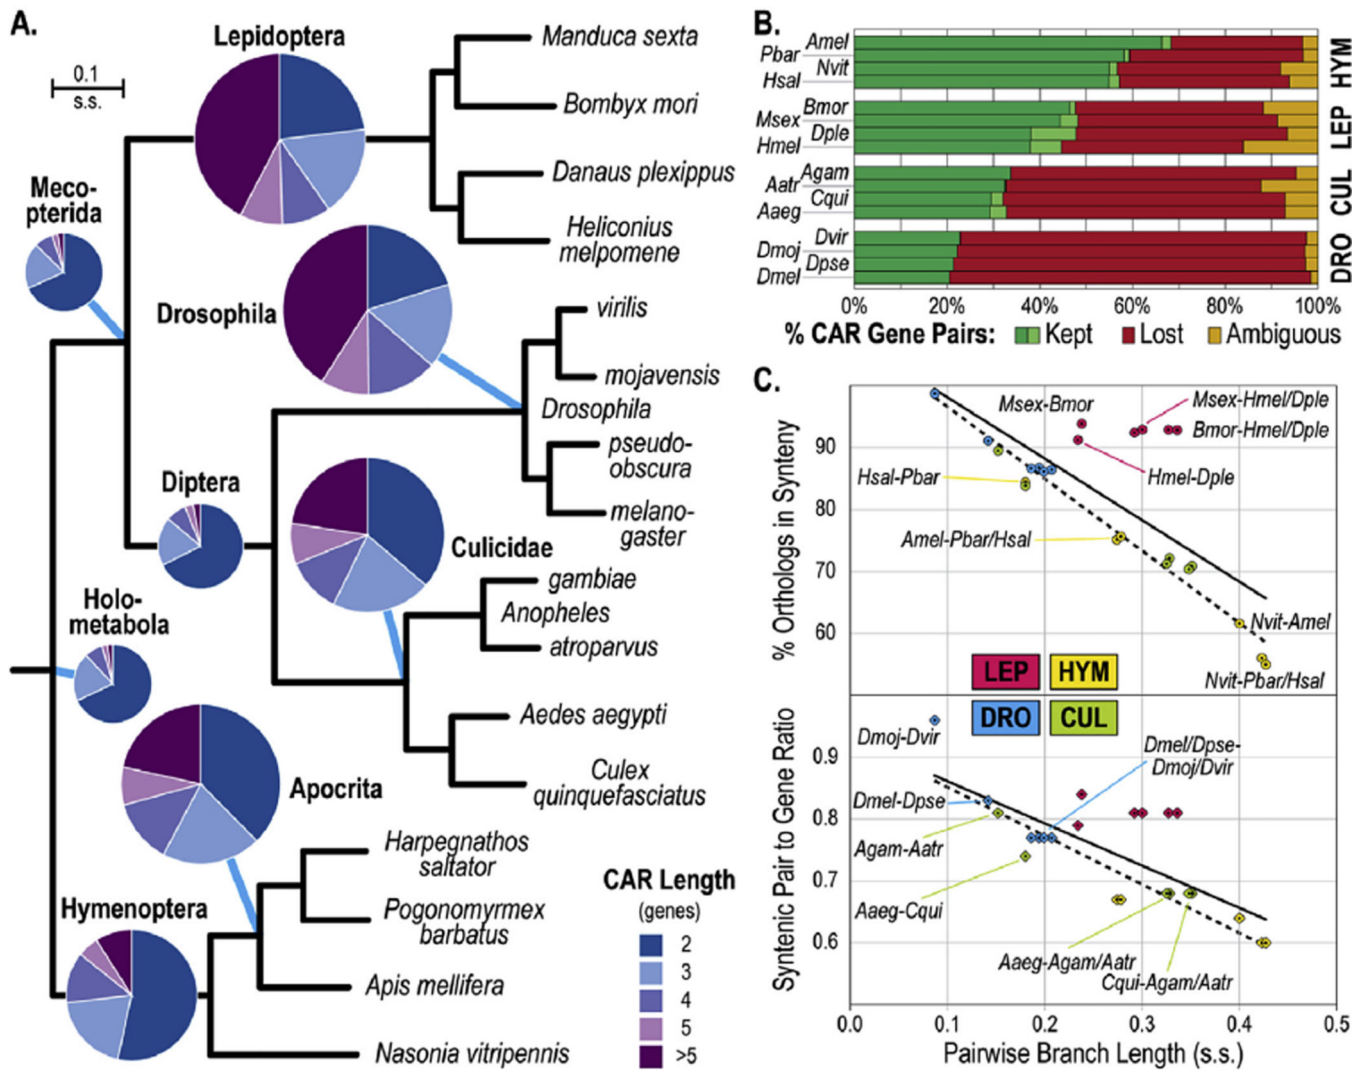 A.
Lepidoptera
0.1
s.s.
Manduca sexta
Bombyx mori
Danaus plexippus
Heliconius
melpomene
Meco-
pterida
Drosophila
virilis
mojavensis
Drosophila
pseudo-
obscura
melano-
gaster
Diptera
Culicidae
gambiae
Anopheles
atroparvus
Holo-
metabola
Aedes aegypti
Culex
quinquefasciatus
Apocrita
Harpegnathos
saltator
Pogonomyrmex
barbatus
Hymenoptera
Apis mellifera
Nasonia vitripennis
CAR Length
(genes)
2
3
4
5
>5
B.
Amel
Pbar
Nvit
Hsal
HYM
Bmor
Msex
Dple
Hmel
LEP
Agam
Aatr
Cqui
Aaeg
CUL
Dvir
Dmoj
Dpse
Dmel
DRO
0% 20% 40% 60% 80% 100%
% CAR Gene Pairs: Kept Lost Ambiguous
C.
% Orthologs in Synteny
90
80
70
60
Msex-Bmor
Msex-Hmel/Dple
Bmor-Hmel/Dple
Hmel-Dple
Hsal-Pbar
Amel-Pbar/Hsal
Nvit-Amel
Nvit-Pbar/Hsal
LEP HYM
DRO CUL
Syntenic Pair to Gene Ratio
0.9
0.8
0.7
0.6
Dmoj-Dvir
Dmel/Dpse-
Dmoj/Dvir
Dmel-Dpse
Agam-Aatr
Aaeg-Cqui
Aaeg-Agam/Aatr
Cqui-Agam/Aatr
0.0 0.1 0.2 0.3 0.4 0.5
Pairwise Branch Length (s.s.)